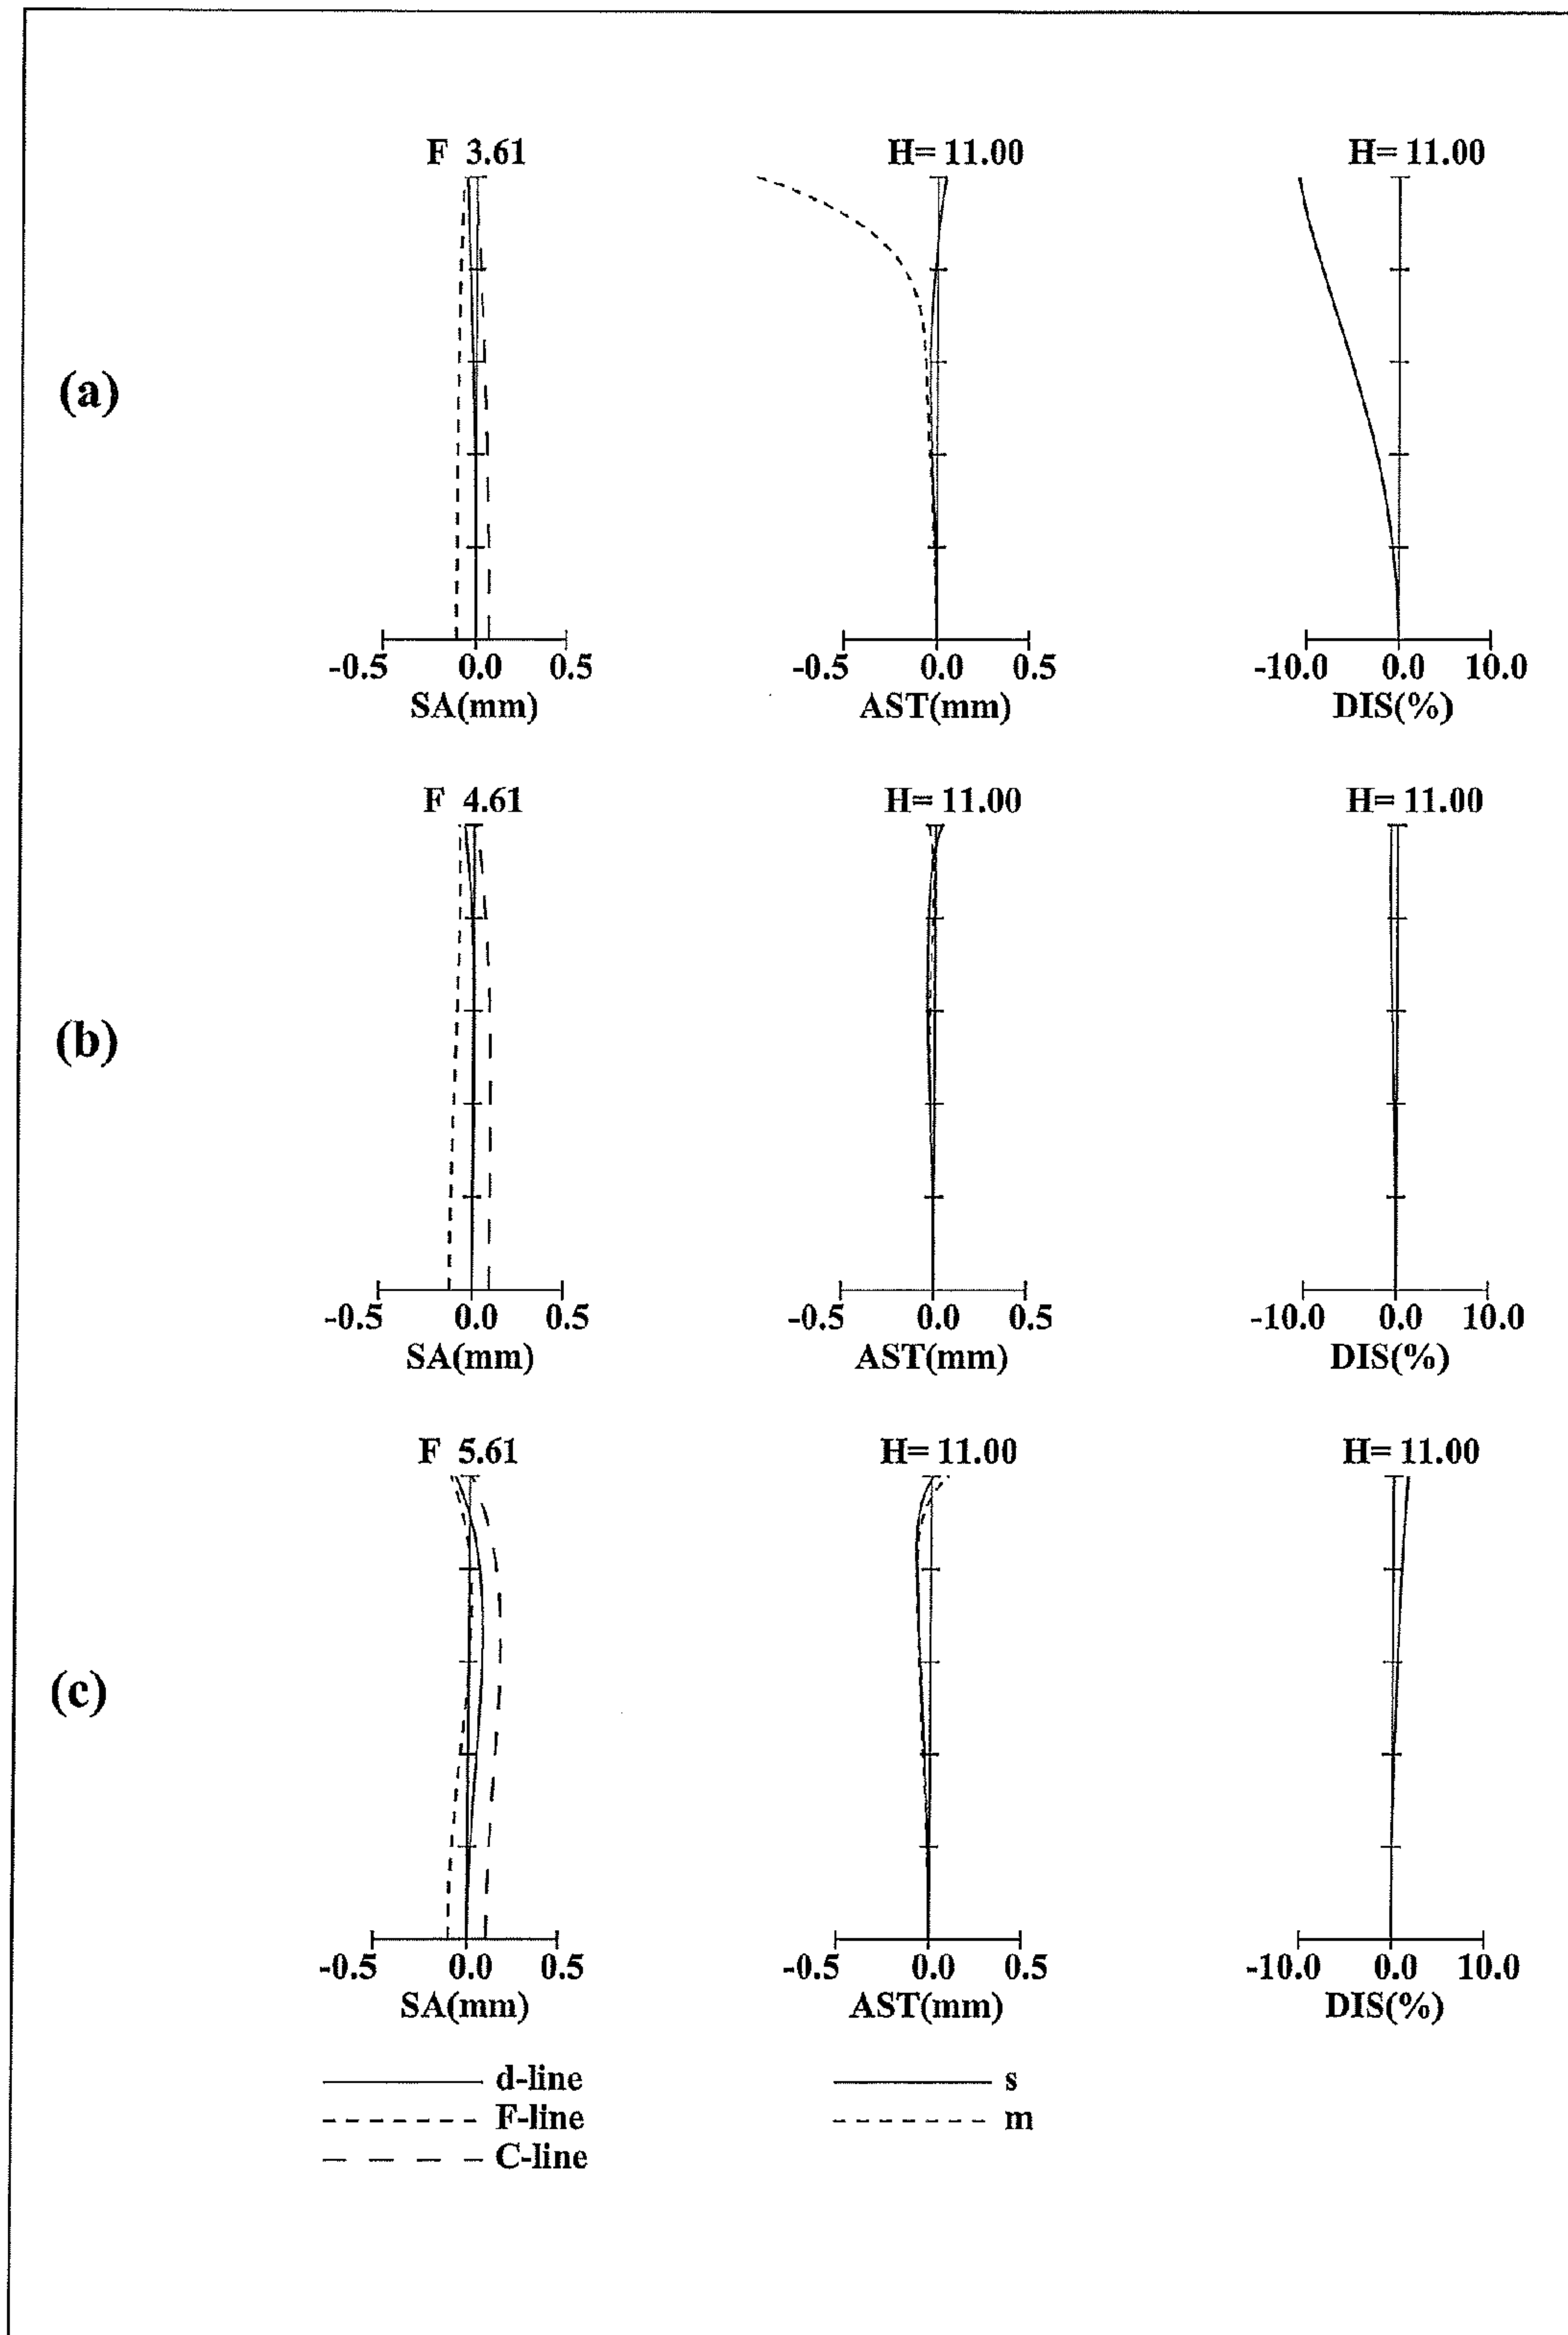 F 3.61 H= 11.00 H= 11.00
(a)
-0.5 0.0 0.5 -0.5 0.0 0.5 -10.0 0.0 10.0
SA(mm) AST(mm) DIS(%)
F 4.61 H= 11.00 H= 11.00
(b)
-0.5 0.0 0.5 -0.5 0.0 0.5 -10.0 0.0 10.0
SA(mm) AST(mm) DIS(%)
F 5.61 H= 11.00 H= 11.00
(c)
-0.5 0.0 0.5 -0.5 0.0 0.5 -10.0 0.0 10.0
SA(mm) AST(mm) DIS(%)
d-line s
F-line m
C-line